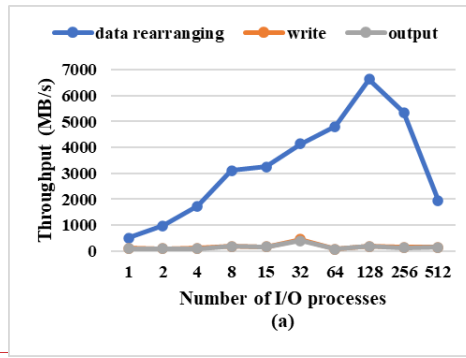 data rearranging write output
7000
6000
5000
4000
3000
2000
1000
0
Throughput (MB/s)
1 2 4 8 15 32 64 128 256 512
Number of I/O processes
(a)